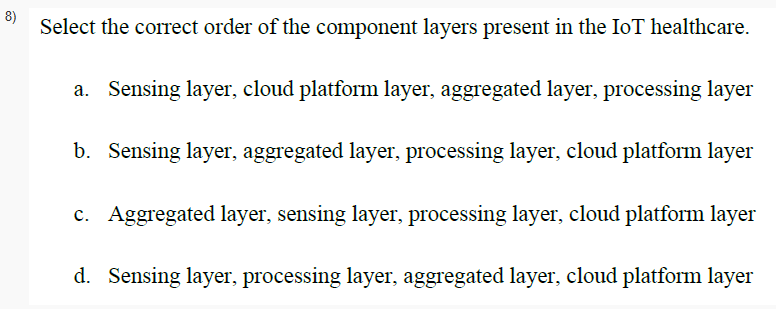 8)
Select the correct order of the component layers present in the IoT healthcare.
a. Sensing layer, cloud platform layer, aggregated layer, processing layer
b. Sensing layer, aggregated layer, processing layer, cloud platform layer
c. Aggregated layer, sensing layer, processing layer, cloud platform layer
d. Sensing layer, processing layer, aggregated layer, cloud platform layer